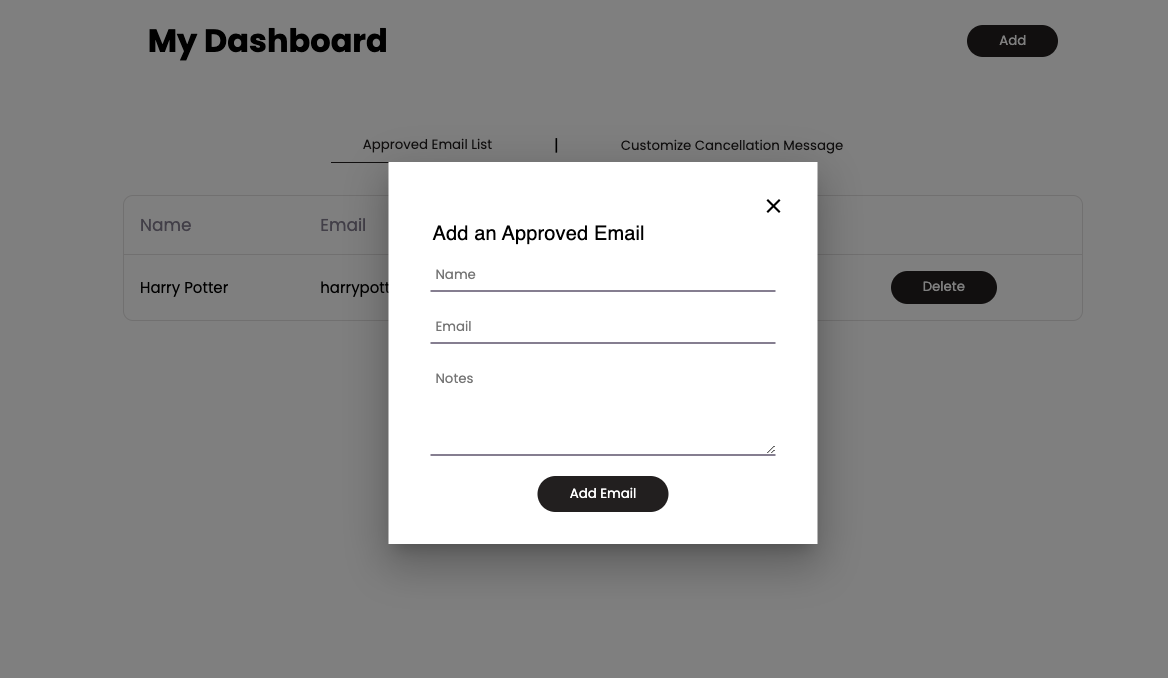 My Dashboard
Add
Approved Email List | Customize Cancellation Message
Name Email
Harry Potter harrypott Delete
Add an Approved Email
Name
Email
Notes
Add Email